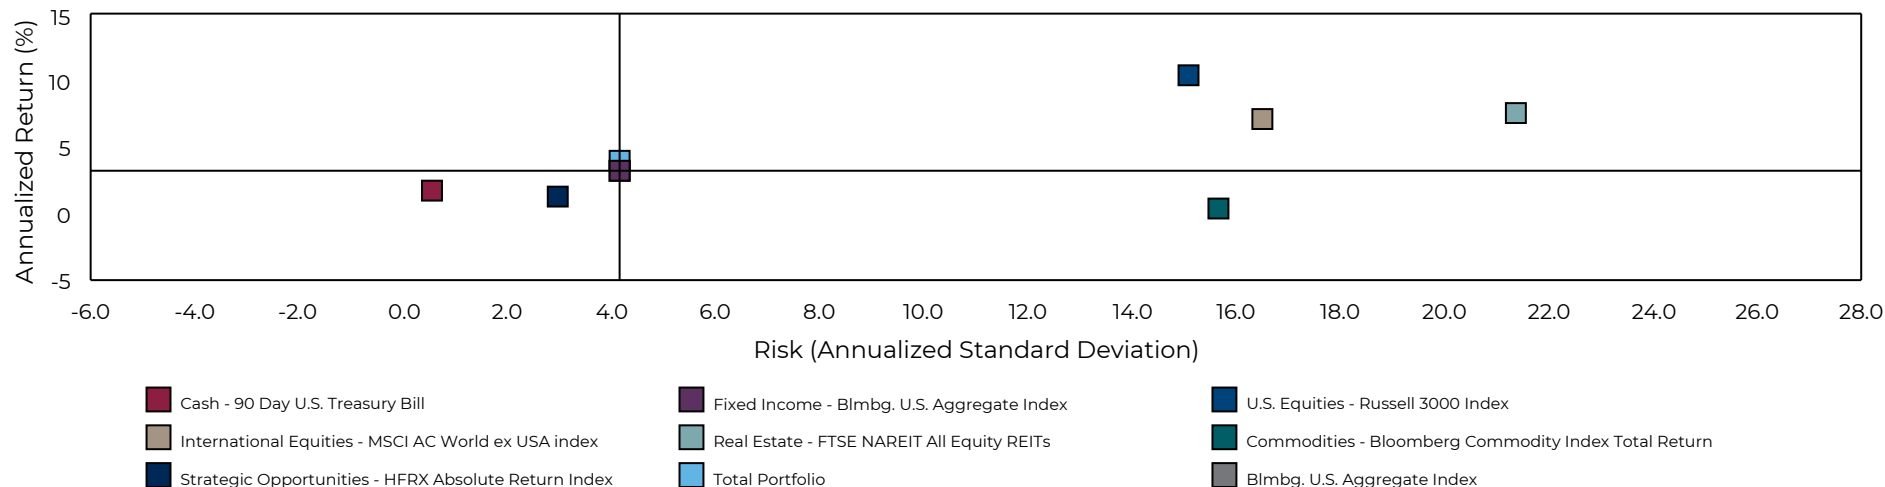 Annualized Return (%)
15
10
5
0
-5
-6.0 -4.0 -2.0 0.0 2.0 4.0 6.0 8.0 10.0 12.0 14.0 16.0 18.0 20.0 22.0 24.0 26.0 28.0
Risk (Annualized Standard Deviation)
Cash - 90 Day U.S. Treasury Bill Fixed Income - Blmbg. U.S. Aggregate Index U.S. Equities - Russell 3000 Index
International Equities - MSCI AC World ex USA index Real Estate - FTSE NAREIT All Equity REITs Commodities - Bloomberg Commodity Index Total Return
Strategic Opportunities - HFRX Absolute Return Index Total Portfolio Blmbg. U.S. Aggregate Index